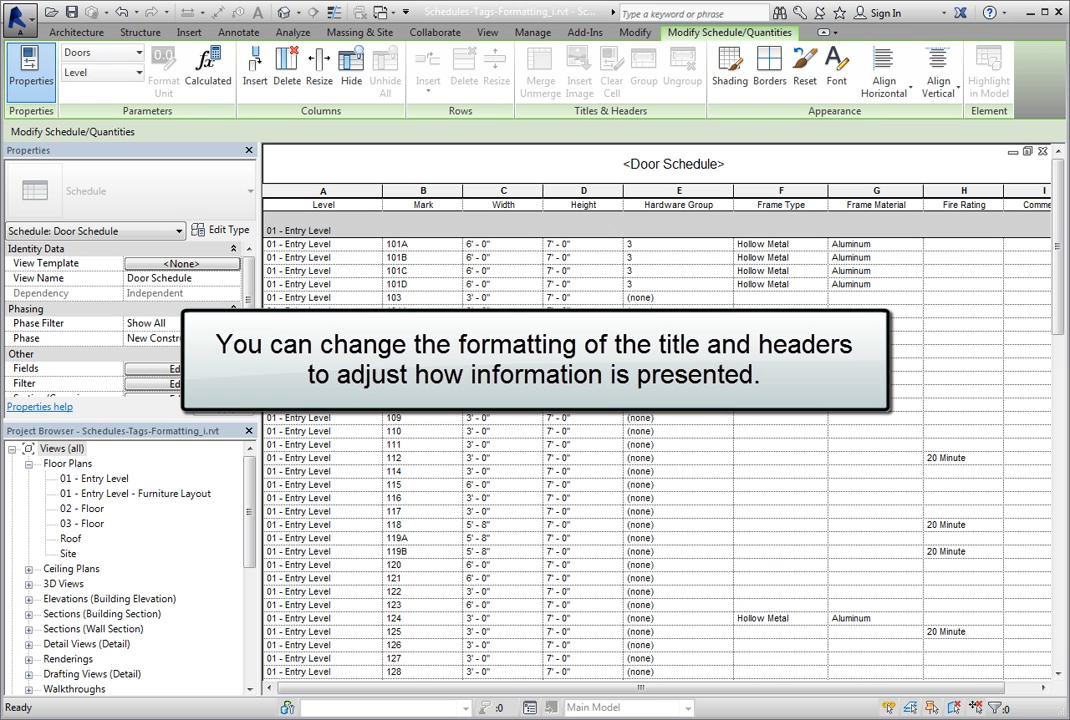 Schedules-Tags-Formatting_i.rvt
Type a keyword or phrase
Sign In
Architecture Structure Insert Annotate Analyze Massing & Site Collaborate View Manage Add-Ins Modify Modify Schedule/Quantities
Properties
Doors
Level
Format Unit
Calculated
Insert Delete Resize Hide Unhide All
Insert Delete Resize
Merge Unmerge Insert Image Clear Cell Group Ungroup
Shading Borders Reset Font Align Horizontal Align Vertical
Highlight in Model
Properties Parameters Columns Rows Titles & Headers Appearance Element
Modify Schedule/Quantities
Properties
Schedule
Schedule: Door Schedule Edit Type
Identity Data
View Template <None>
View Name Door Schedule
Dependency Independent
Phasing
Phase Filter Show All
Phase New Constr
Other
Fields Ed
Filter Ed
Properties help
Project Browser - Schedules-Tags-Formatting_i.rvt
Views (all)
Floor Plans
01 - Entry Level
01 - Entry Level - Furniture Layout
02 - Floor
03 - Floor
Roof
Site
Ceiling Plans
3D Views
Elevations (Building Elevation)
Sections (Building Section)
Sections (Wall Section)
Detail Views (Detail)
Renderings
Drafting Views (Detail)
Walkthroughs
<Door Schedule>
A B C D E F G H I
Level Mark Width Height Hardware Group Frame Type Frame Material Fire Rating Comme
01 - Entry Level
01 - Entry Level 101A 6' - 0" 7' - 0" 3 Hollow Metal Aluminum
01 - Entry Level 101B 6' - 0" 7' - 0" 3 Hollow Metal Aluminum
01 - Entry Level 101C 6' - 0" 7' - 0" 3 Hollow Metal Aluminum
01 - Entry Level 101D 6' - 0" 7' - 0" 3 Hollow Metal Aluminum
01 - Entry Level 103 3' - 0" 7' - 0" (none)
You can change the formatting of the title and headers
to adjust how information is presented.
01 - Entry Level 109 3' - 0" 7' - 0" (none)
01 - Entry Level 110 3' - 0" 7' - 0" (none)
01 - Entry Level 111 3' - 0" 7' - 0" (none)
01 - Entry Level 112 3' - 0" 7' - 0" (none) 20 Minute
01 - Entry Level 114 3' - 0" 7' - 0" (none)
01 - Entry Level 115 6' - 0" 7' - 0" (none)
01 - Entry Level 116 3' - 0" 7' - 0" (none)
01 - Entry Level 117 3' - 0" 7' - 0" (none)
01 - Entry Level 118 5' - 8" 7' - 0" (none) 20 Minute
01 - Entry Level 119A 5' - 8" 7' - 0" (none)
01 - Entry Level 119B 5' - 8" 7' - 0" (none) 20 Minute
01 - Entry Level 120 6' - 0" 7' - 0" (none)
01 - Entry Level 121 6' - 0" 7' - 0" (none)
01 - Entry Level 122 3' - 0" 7' - 0" (none)
01 - Entry Level 123 6' - 0" 7' - 0" (none)
01 - Entry Level 124 3' - 0" 7' - 0" (none) Hollow Metal Aluminum
01 - Entry Level 125 3' - 0" 7' - 0" (none) 20 Minute
01 - Entry Level 126 3' - 0" 7' - 0" (none)
01 - Entry Level 127 3' - 0" 7' - 0" (none)
01 - Entry Level 128 3' - 0" 7' - 0" (none)
Ready :0 Main Model :0